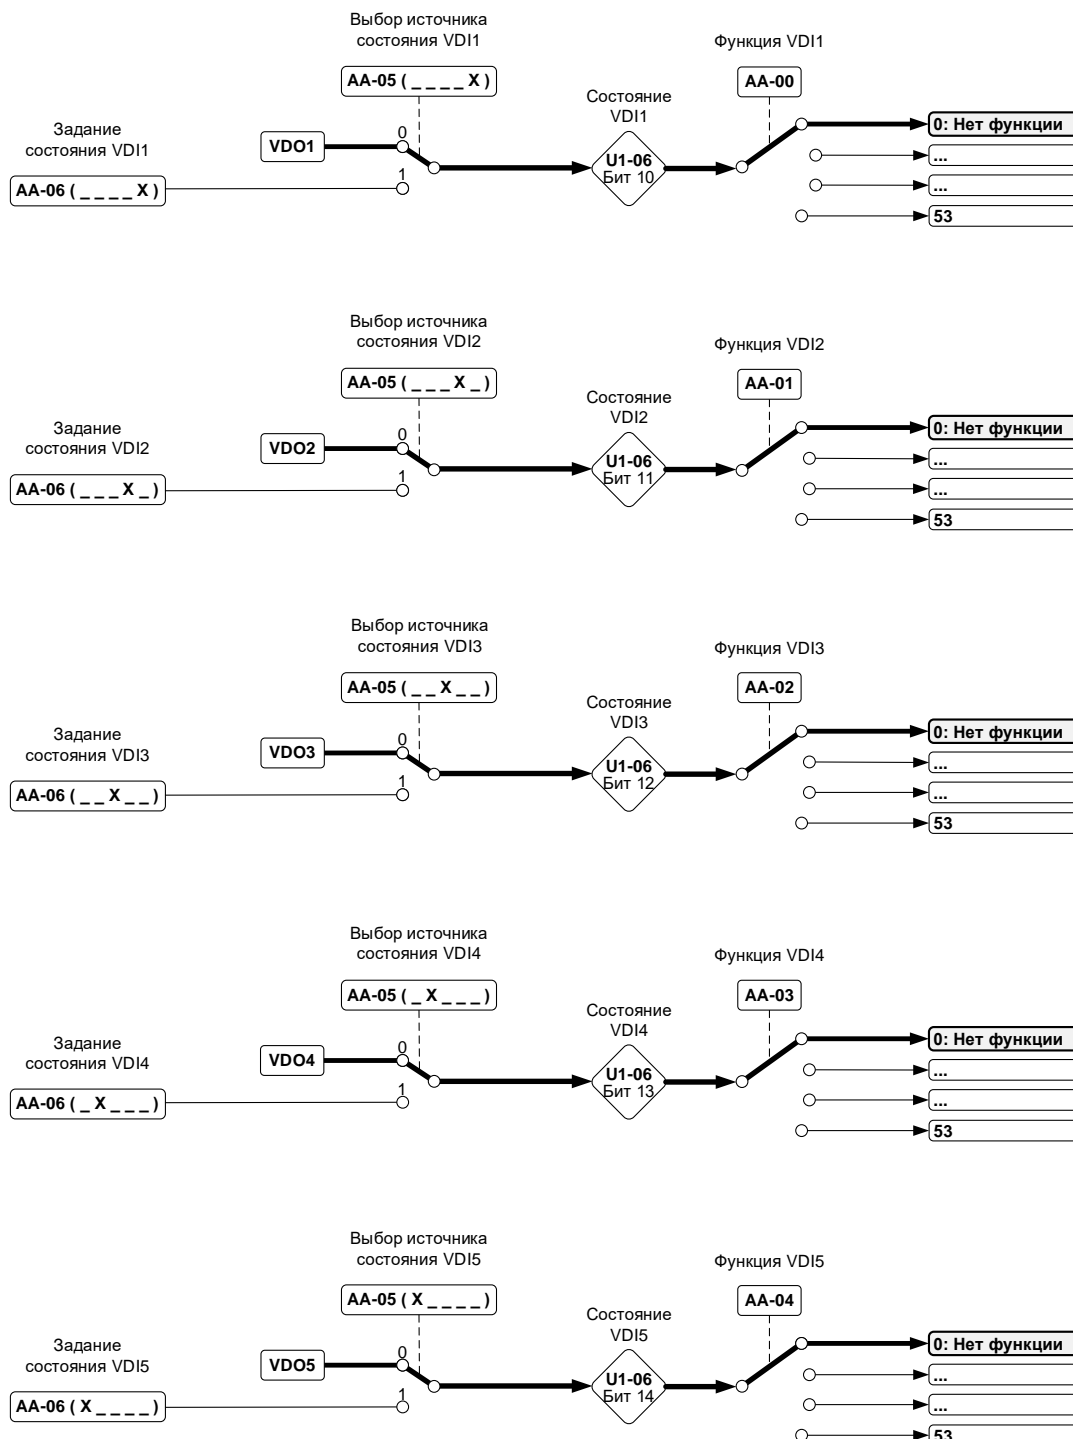 Выбор источника
состояния VDI1
Функция VDI1
AA-05 ( _ _ _ _ X )
AA-00
Состояние
VDI1
Задание
состояния VDI1
VDO1
0
1
U1-06
Бит 10
0: Нет функции
...
...
53
AA-06 ( _ _ _ _ X )
Выбор источника
состояния VDI2
Функция VDI2
AA-05 ( _ _ _ X _ )
AA-01
Состояние
VDI2
Задание
состояния VDI2
VDO2
0
1
U1-06
Бит 11
0: Нет функции
...
...
53
AA-06 ( _ _ _ X _ )
Выбор источника
состояния VDI3
Функция VDI3
AA-05 ( _ _ X _ _ )
AA-02
Состояние
VDI3
Задание
состояния VDI3
VDO3
0
1
U1-06
Бит 12
0: Нет функции
...
...
53
AA-06 ( _ _ X _ _ )
Выбор источника
состояния VDI4
Функция VDI4
AA-05 ( _ X _ _ _ )
AA-03
Состояние
VDI4
Задание
состояния VDI4
VDO4
0
1
U1-06
Бит 13
0: Нет функции
...
...
53
AA-06 ( _ X _ _ _ )
Выбор источника
состояния VDI5
Функция VDI5
AA-05 ( X _ _ _ _ )
AA-04
Состояние
VDI5
Задание
состояния VDI5
VDO5
0
1
U1-06
Бит 14
0: Нет функции
...
...
53
AA-06 ( X _ _ _ _ )